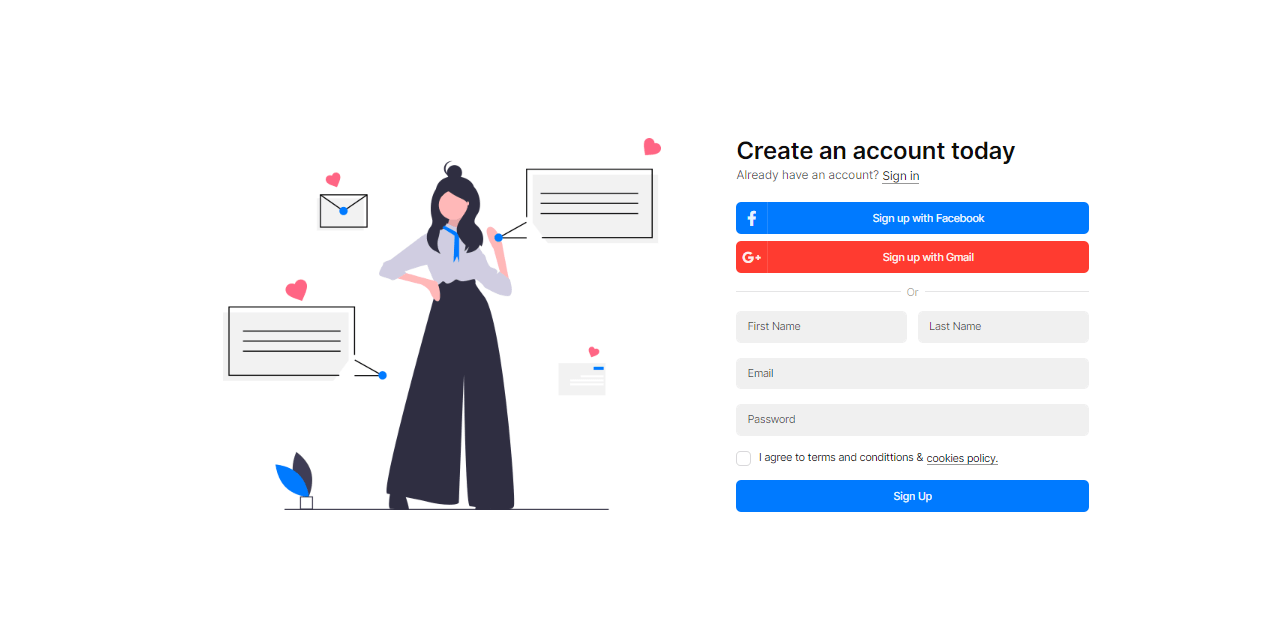 Create an account today
Already have an account? Sign in
Sign up with Facebook
G+ Sign up with Gmail
Or
First Name Last Name
Email
Password
I agree to terms and condittions & cookies policy.
Sign Up